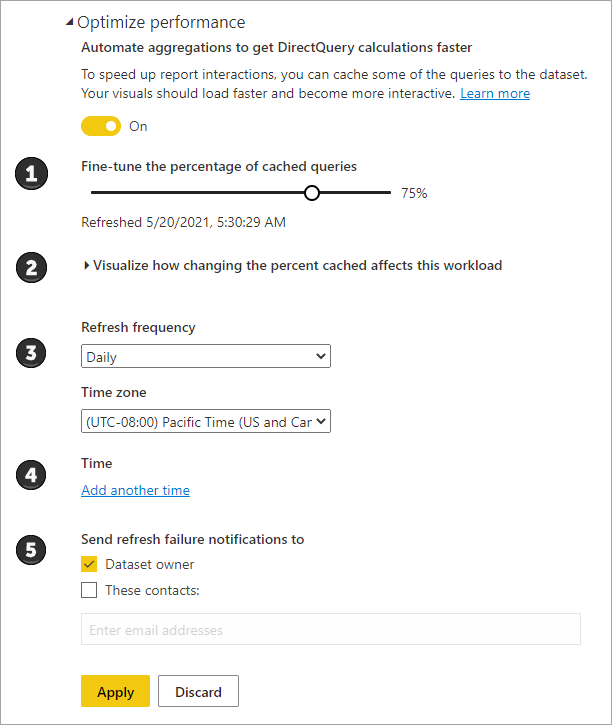 Optimize performance
Automate aggregations to get DirectQuery calculations faster
To speed up report interactions, you can cache some of the queries to the dataset.
Your visuals should load faster and become more interactive. Learn more
On
1
Fine-tune the percentage of cached queries
75%
Refreshed 5/20/2021, 5:30:29 AM
2
Visualize how changing the percent cached affects this workload
Refresh frequency
3
Daily
Time zone
(UTC-08:00) Pacific Time (US and Car
Time
4
Add another time
5
Send refresh failure notifications to
Dataset owner
These contacts:
Enter email addresses
Apply Discard